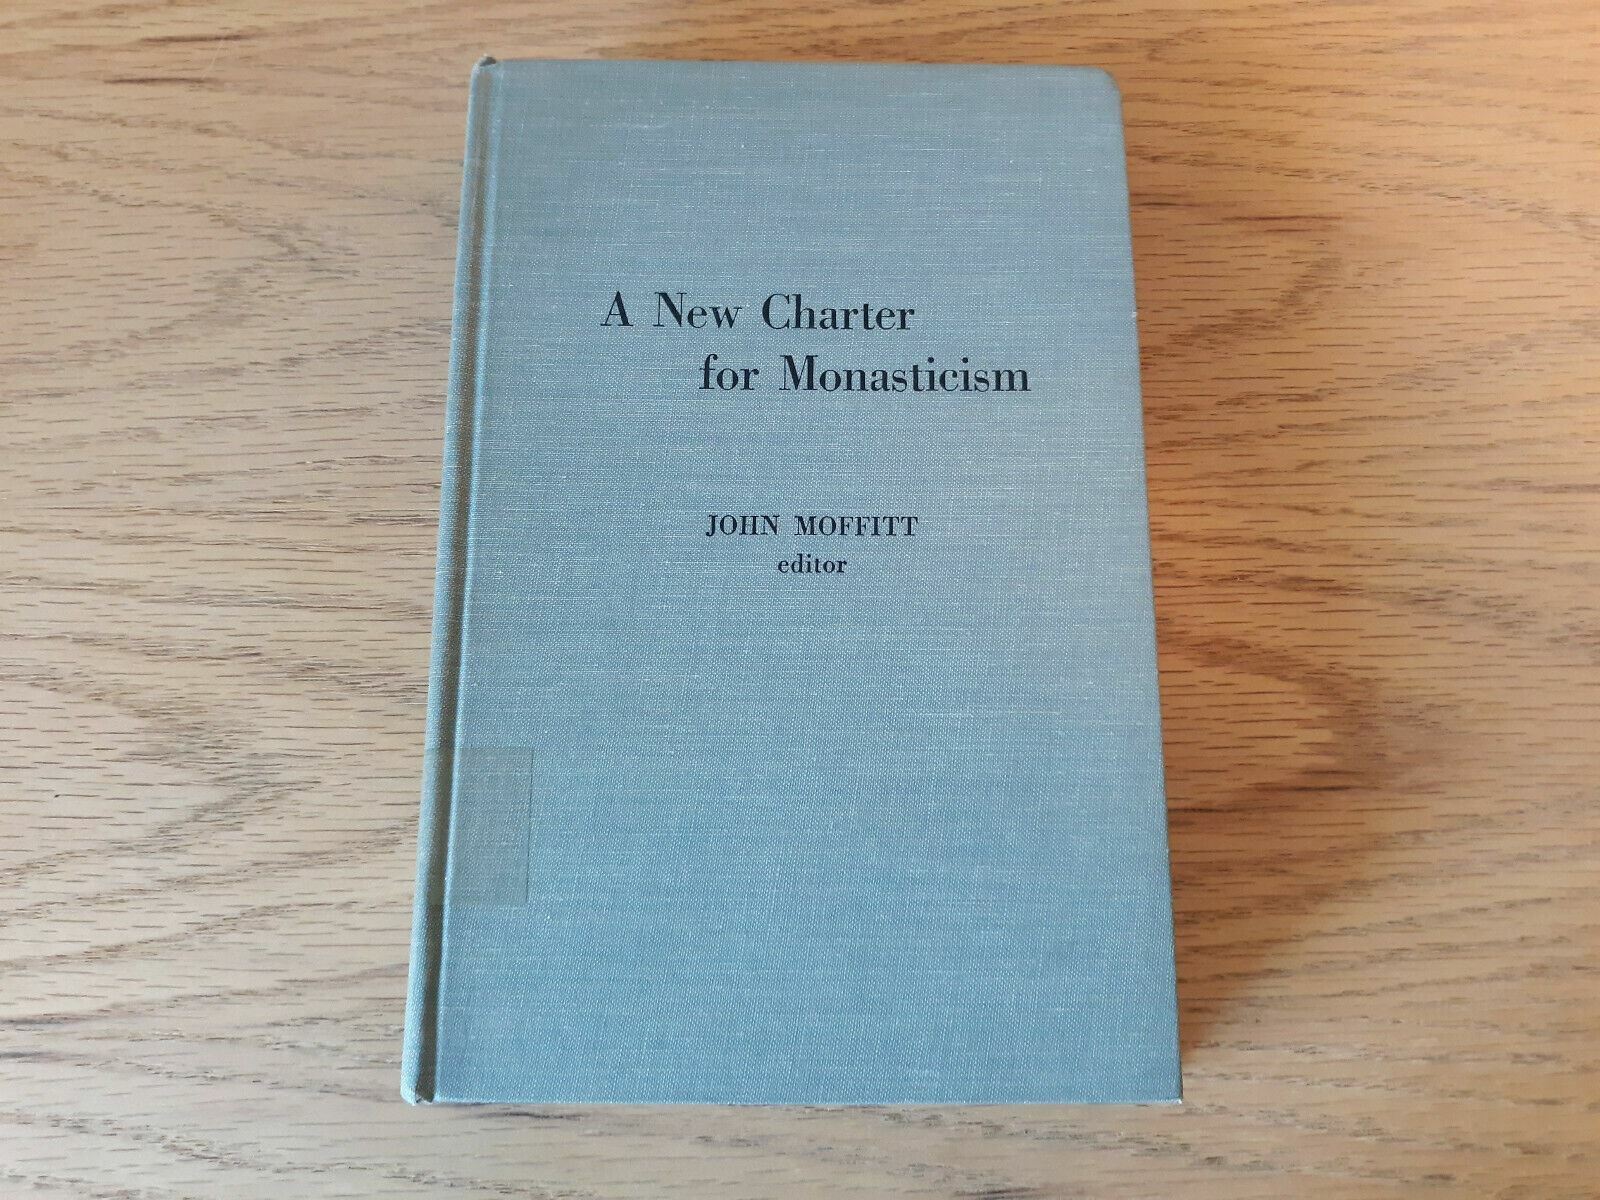 A New Charter
for Monasticism
JOHN MOFFITT
editor